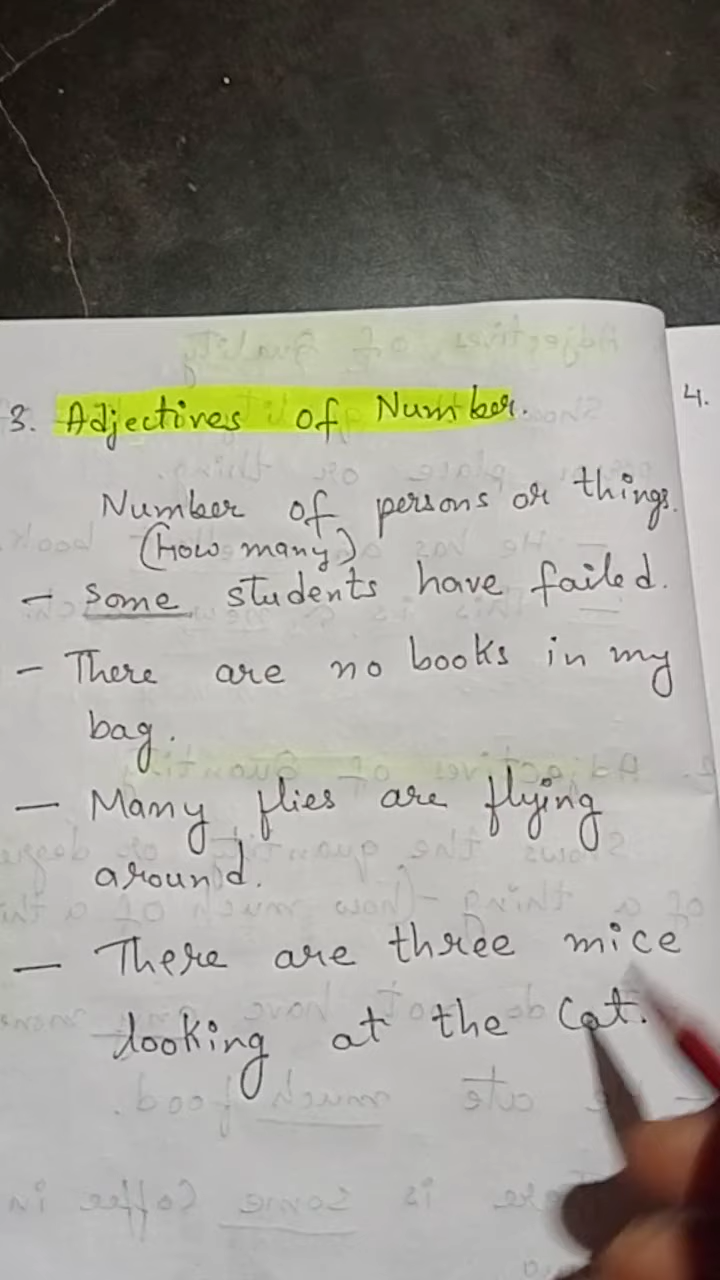 3. Adjectives of Number.
4.
Number of persons or things.
(how many)
- Some students have failed.
- There are no books in my
bag.
- Many flies are flying
around.
- There are three mice
looking at the Cat.